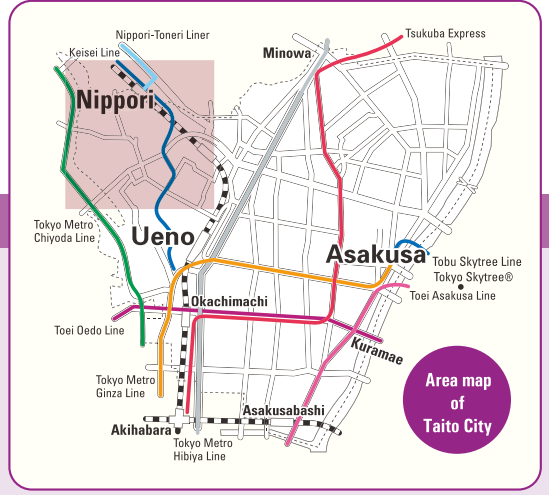 Nippori-Toneri Liner
Tsukuba Express
Keisei Line
Minowa
Nippori
Tokyo Metro
Chiyoda Line
Ueno
Asakusa
Tobu Skytree Line
Tokyo Skytree®
Toei Asakusa Line
Okachimachi
Toei Oedo Line
Kuramae
Tokyo Metro
Ginza Line
Area map
of
Taito City
Asakusabashi
Akihabara
Tokyo Metro
Hibiya Line